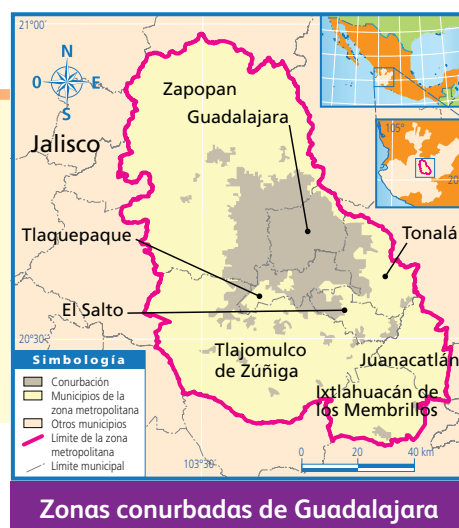 21°00'
N
O E
S
Zapopan
Guadalajara
Jalisco
105°
20
Tlaquepaque
Tonalá
El Salto
20°30'
Tlajomulco
de Zúñiga
Juanacatlán
Ixtlahuacán de
los Membrillos
Simbología
Conurbación
Municipios de la
zona metropolitana
Otros municipios
Límite de la zona
metropolitana
Límite municipal
103°30'
0 20 40 km
Zonas conurbadas de Guadalajara